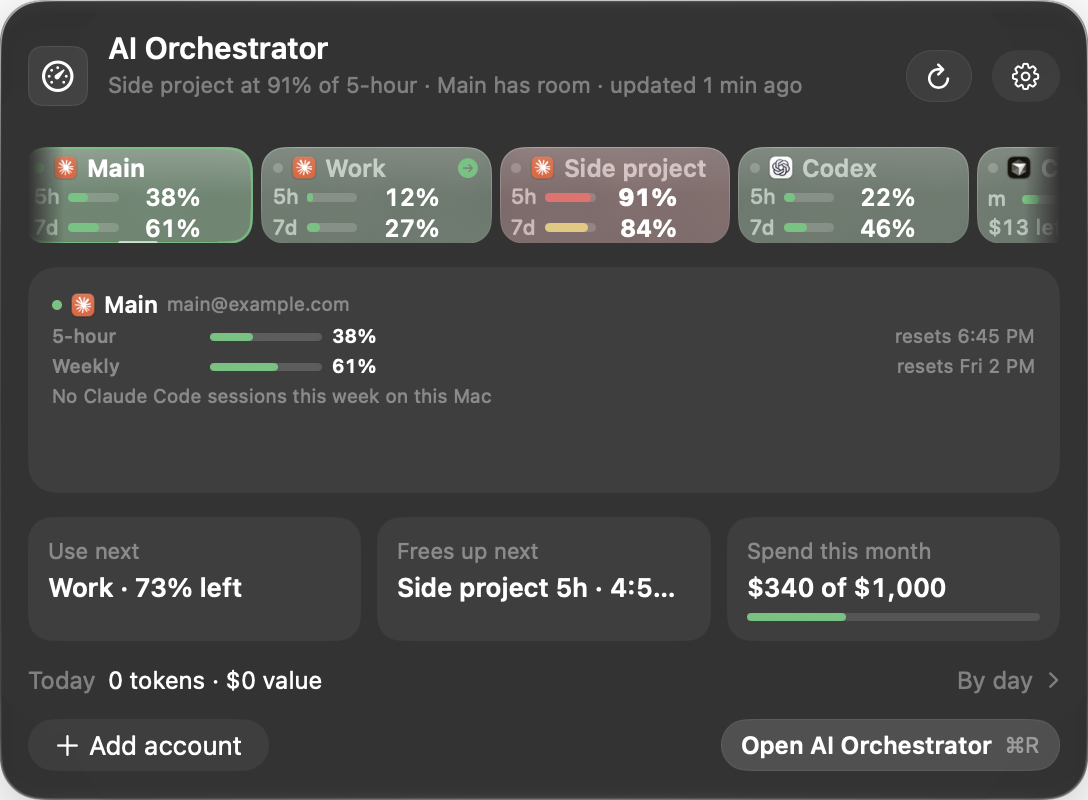 AI Orchestrator
Side project at 91% of 5-hour · Main has room · updated 1 min ago
Main
5h 38%
7d 61%
Work
5h 12%
7d 27%
Side project
5h 91%
7d 84%
Codex
5h 22%
7d 46%
C
m
$13 le
Main main@example.com
5-hour 38% resets 6:45 PM
Weekly 61% resets Fri 2 PM
No Claude Code sessions this week on this Mac
Use next
Work · 73% left
Frees up next
Side project 5h · 4:5...
Spend this month
$340 of $1,000
Today 0 tokens · $0 value
By day >
+ Add account
Open AI Orchestrator ⌘R